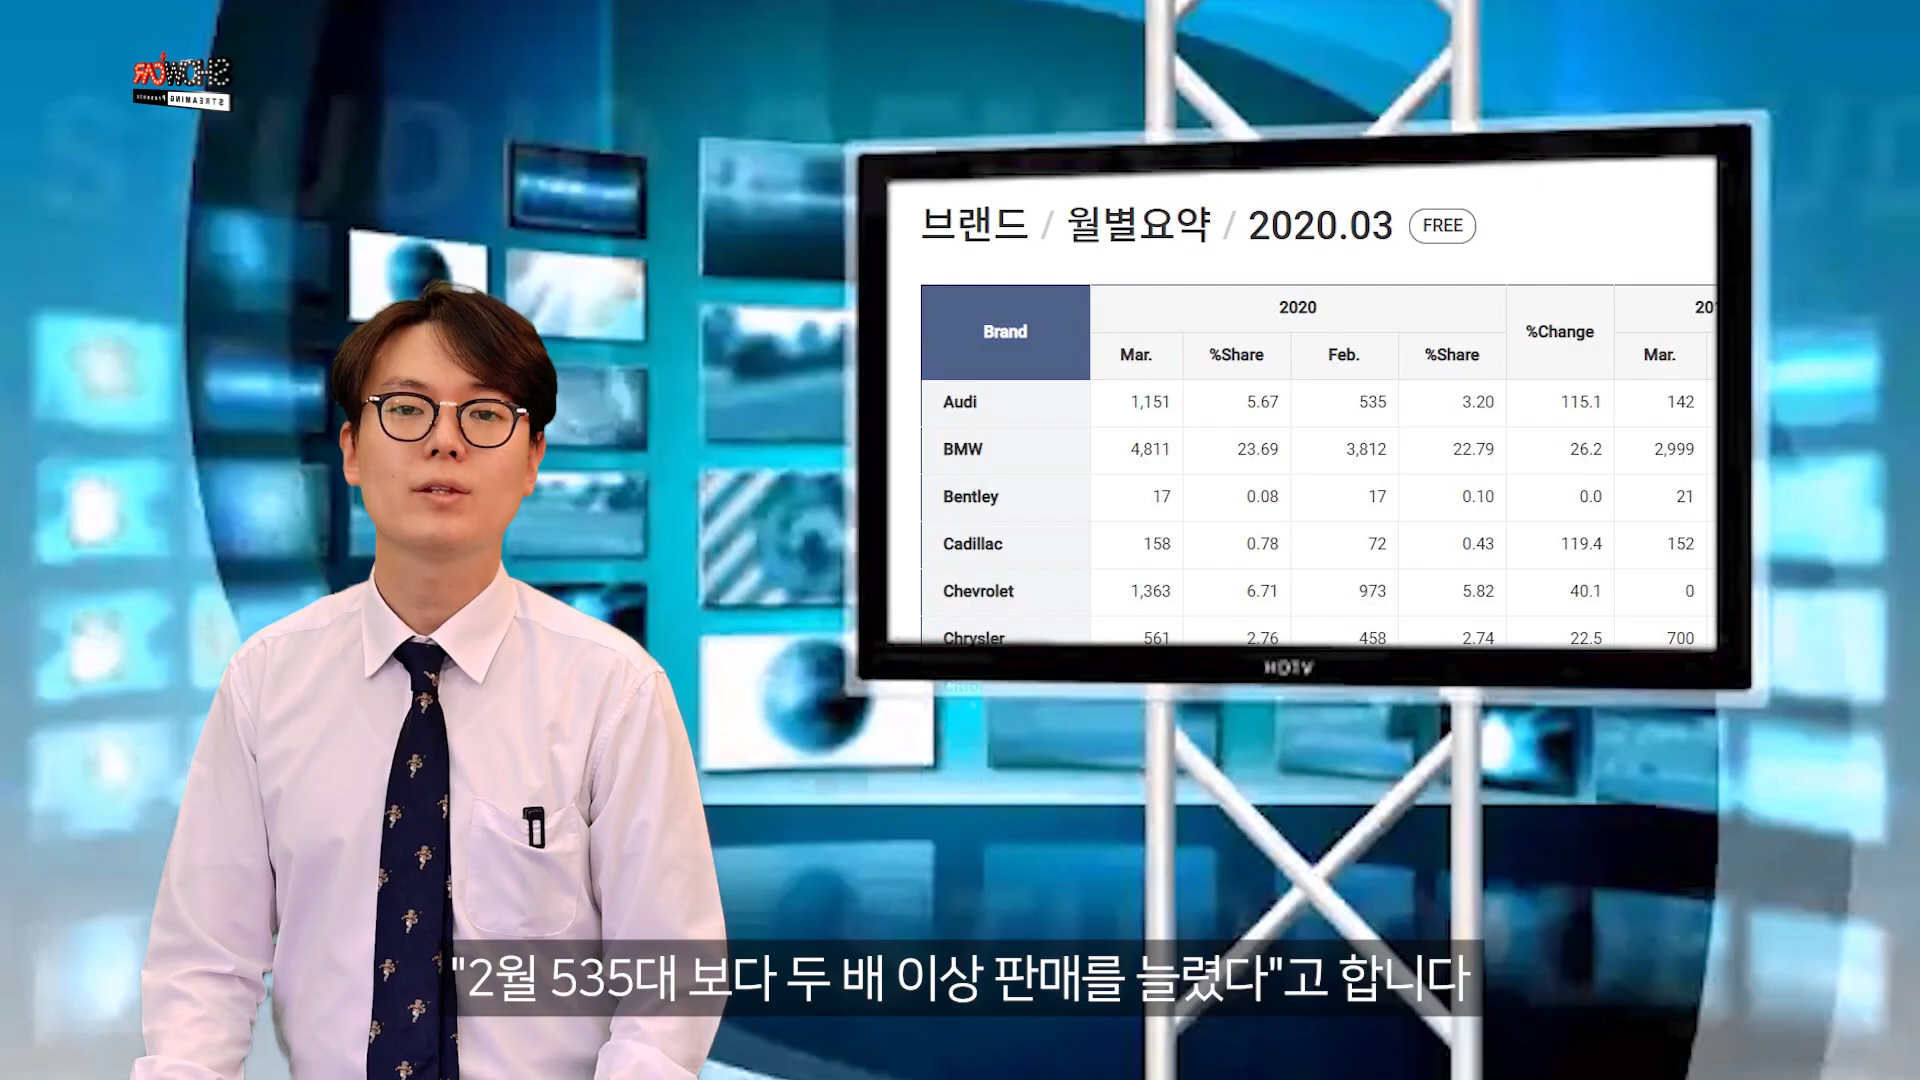 SHOWCAR
STREAMING Presents
브랜드 / 월별요약 / 2020.03 FREE
Brand 2020 %Change 20
Mar. %Share Feb. %Share Mar.
Audi 1,151 5.67 535 3.20 115.1 142
BMW 4,811 23.69 3,812 22.79 26.2 2,999
Bentley 17 0.08 17 0.10 0.0 21
Cadillac 158 0.78 72 0.43 119.4 152
Chevrolet 1,363 6.71 973 5.82 40.1 0
Chrysler 561 2.76 458 2.74 22.5 700
HDTV
"2월 535대 보다 두 배 이상 판매를 늘렸다"고 합니다